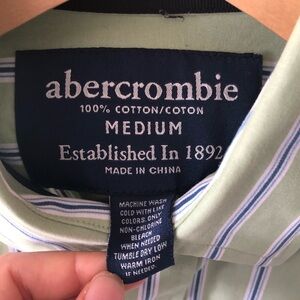 abercrombie
100% COTTON/COTON
MEDIUM
Established In 1892
MADE IN CHINA
MACHINE WASH
COLD WITH LIKE
COLORS. ONLY
NON-CHLORINE
BLEACH
WHEN NEEDED
TUMBLE DRY LOW
WARM IRON
IF NEEDED.